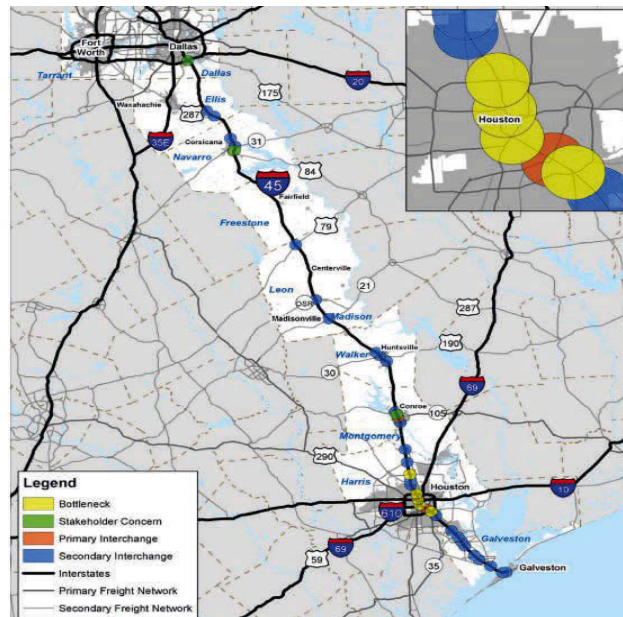 Fort
Worth
Dallas
Tarrant
Dallas
20
Waxahachie
Ellis
175
287
Corsicana
31
35E
Navarro
45
84
Fairfield
Freestone
79
Centerville
Leon
OSR
21
Madisonville
Madison
287
Huntsville
190
Walker
30
69
Conroe
105
Montgomery
290
Harris
Houston
10
610
Galveston
59
69
35
Galveston
Houston
Legend
Bottleneck
Stakeholder Concern
Primary Interchange
Secondary Interchange
Interstates
Primary Freight Network
Secondary Freight Network